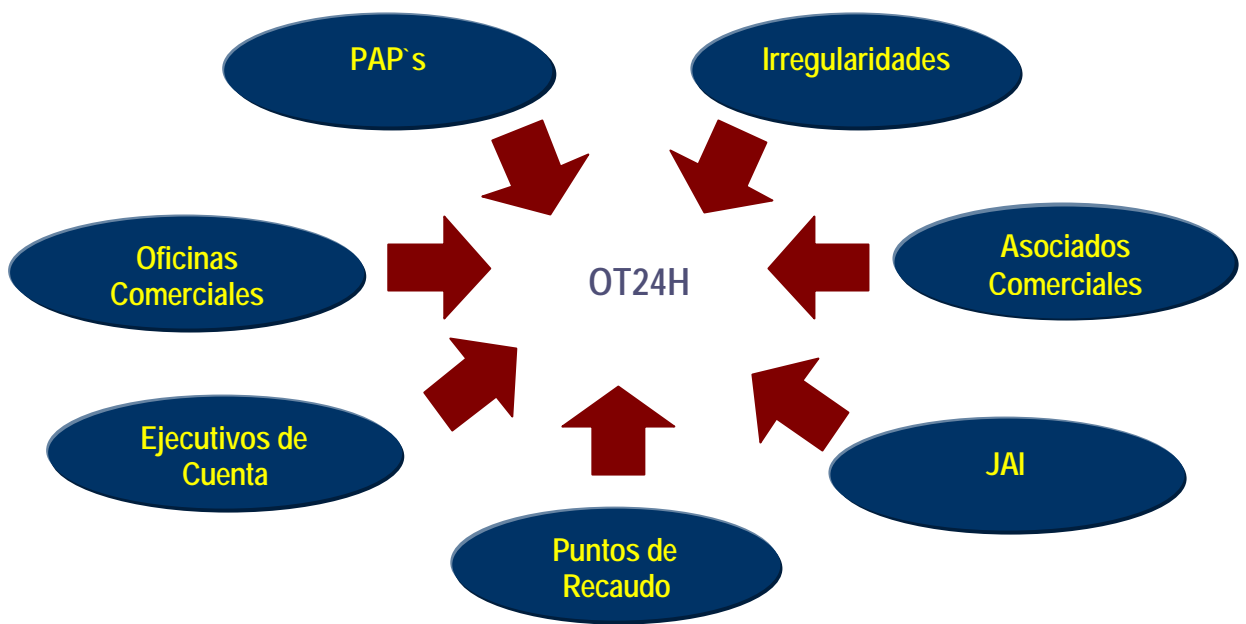 PAP`s
Irregularidades
Oficinas
Comerciales
OT24H
Asociados
Comerciales
Ejecutivos de
Cuenta
JAI
Puntos de
Recaudo